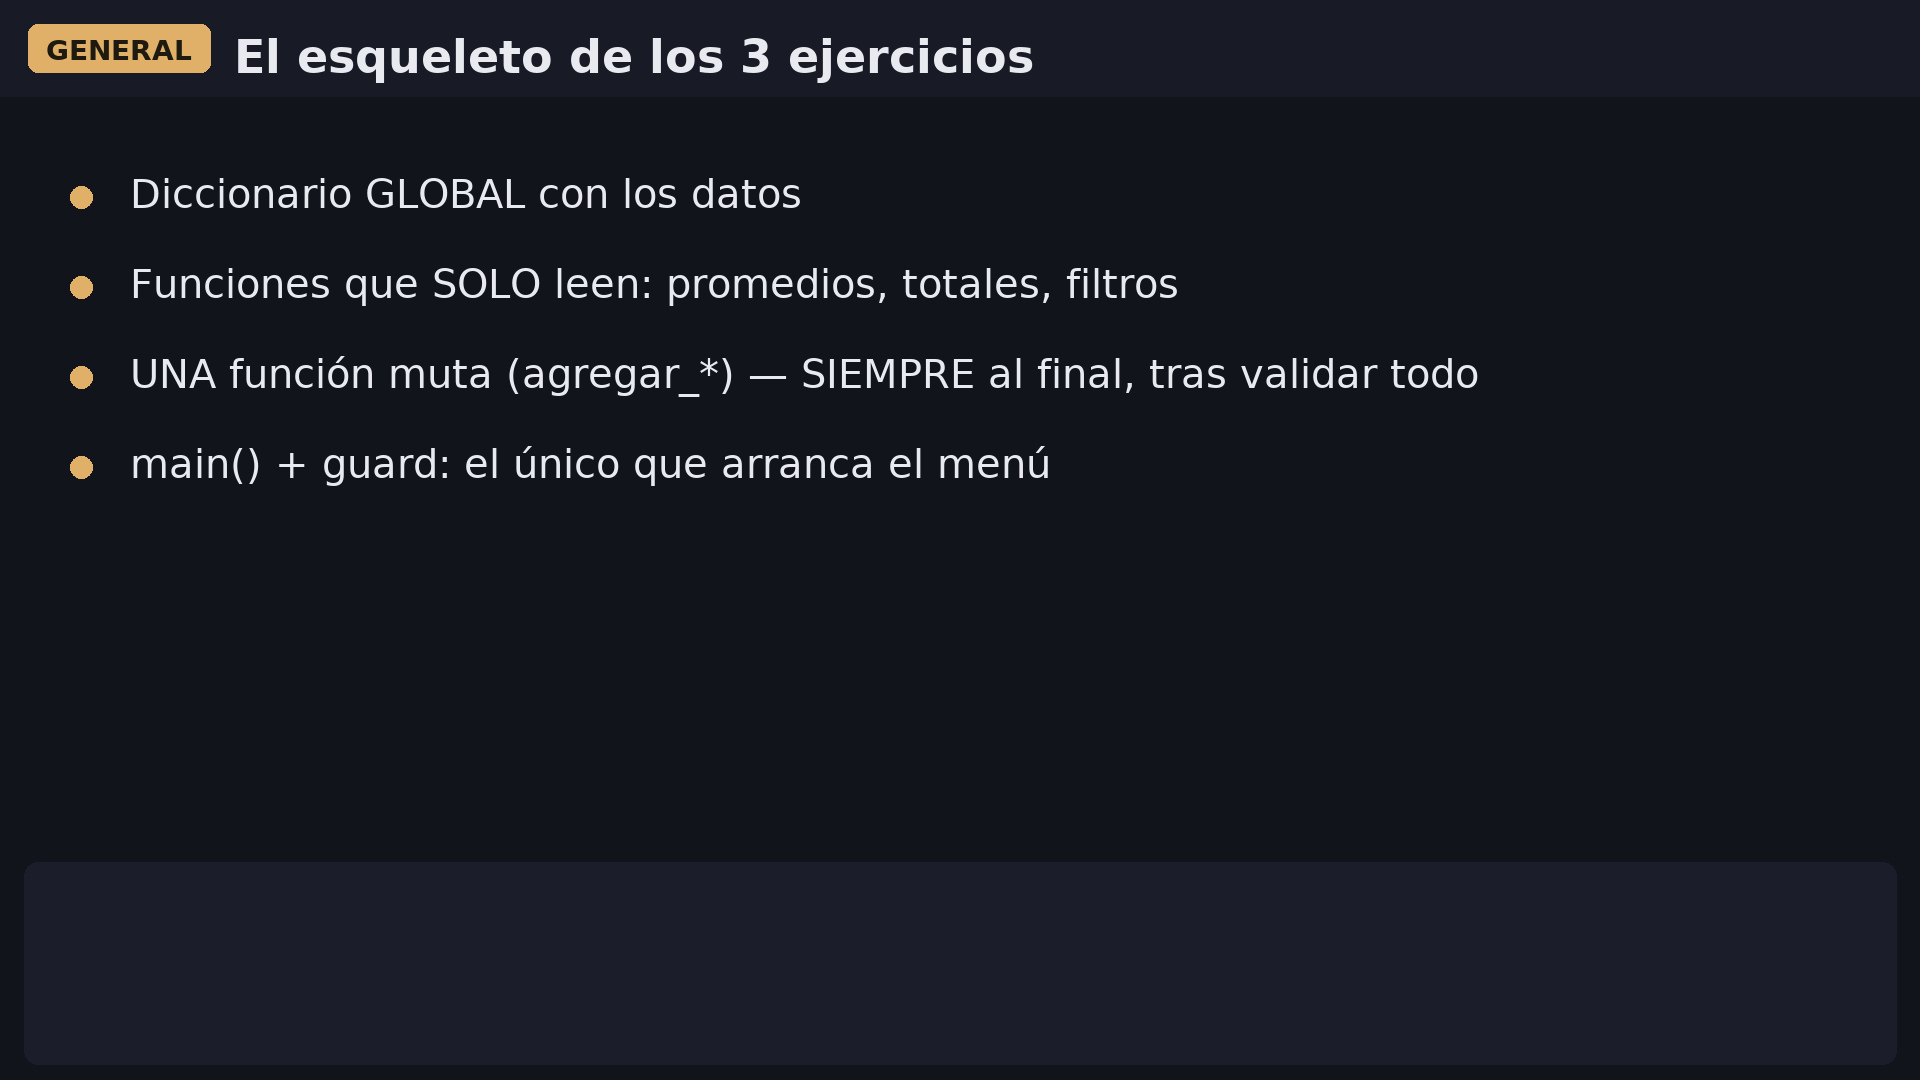 GENERAL
El esqueleto de los 3 ejercicios
Diccionario GLOBAL con los datos
Funciones que SOLO leen: promedios, totales, filtros
UNA función muta (agregar_*) — SIEMPRE al final, tras validar todo
main() + guard: el único que arranca el menú